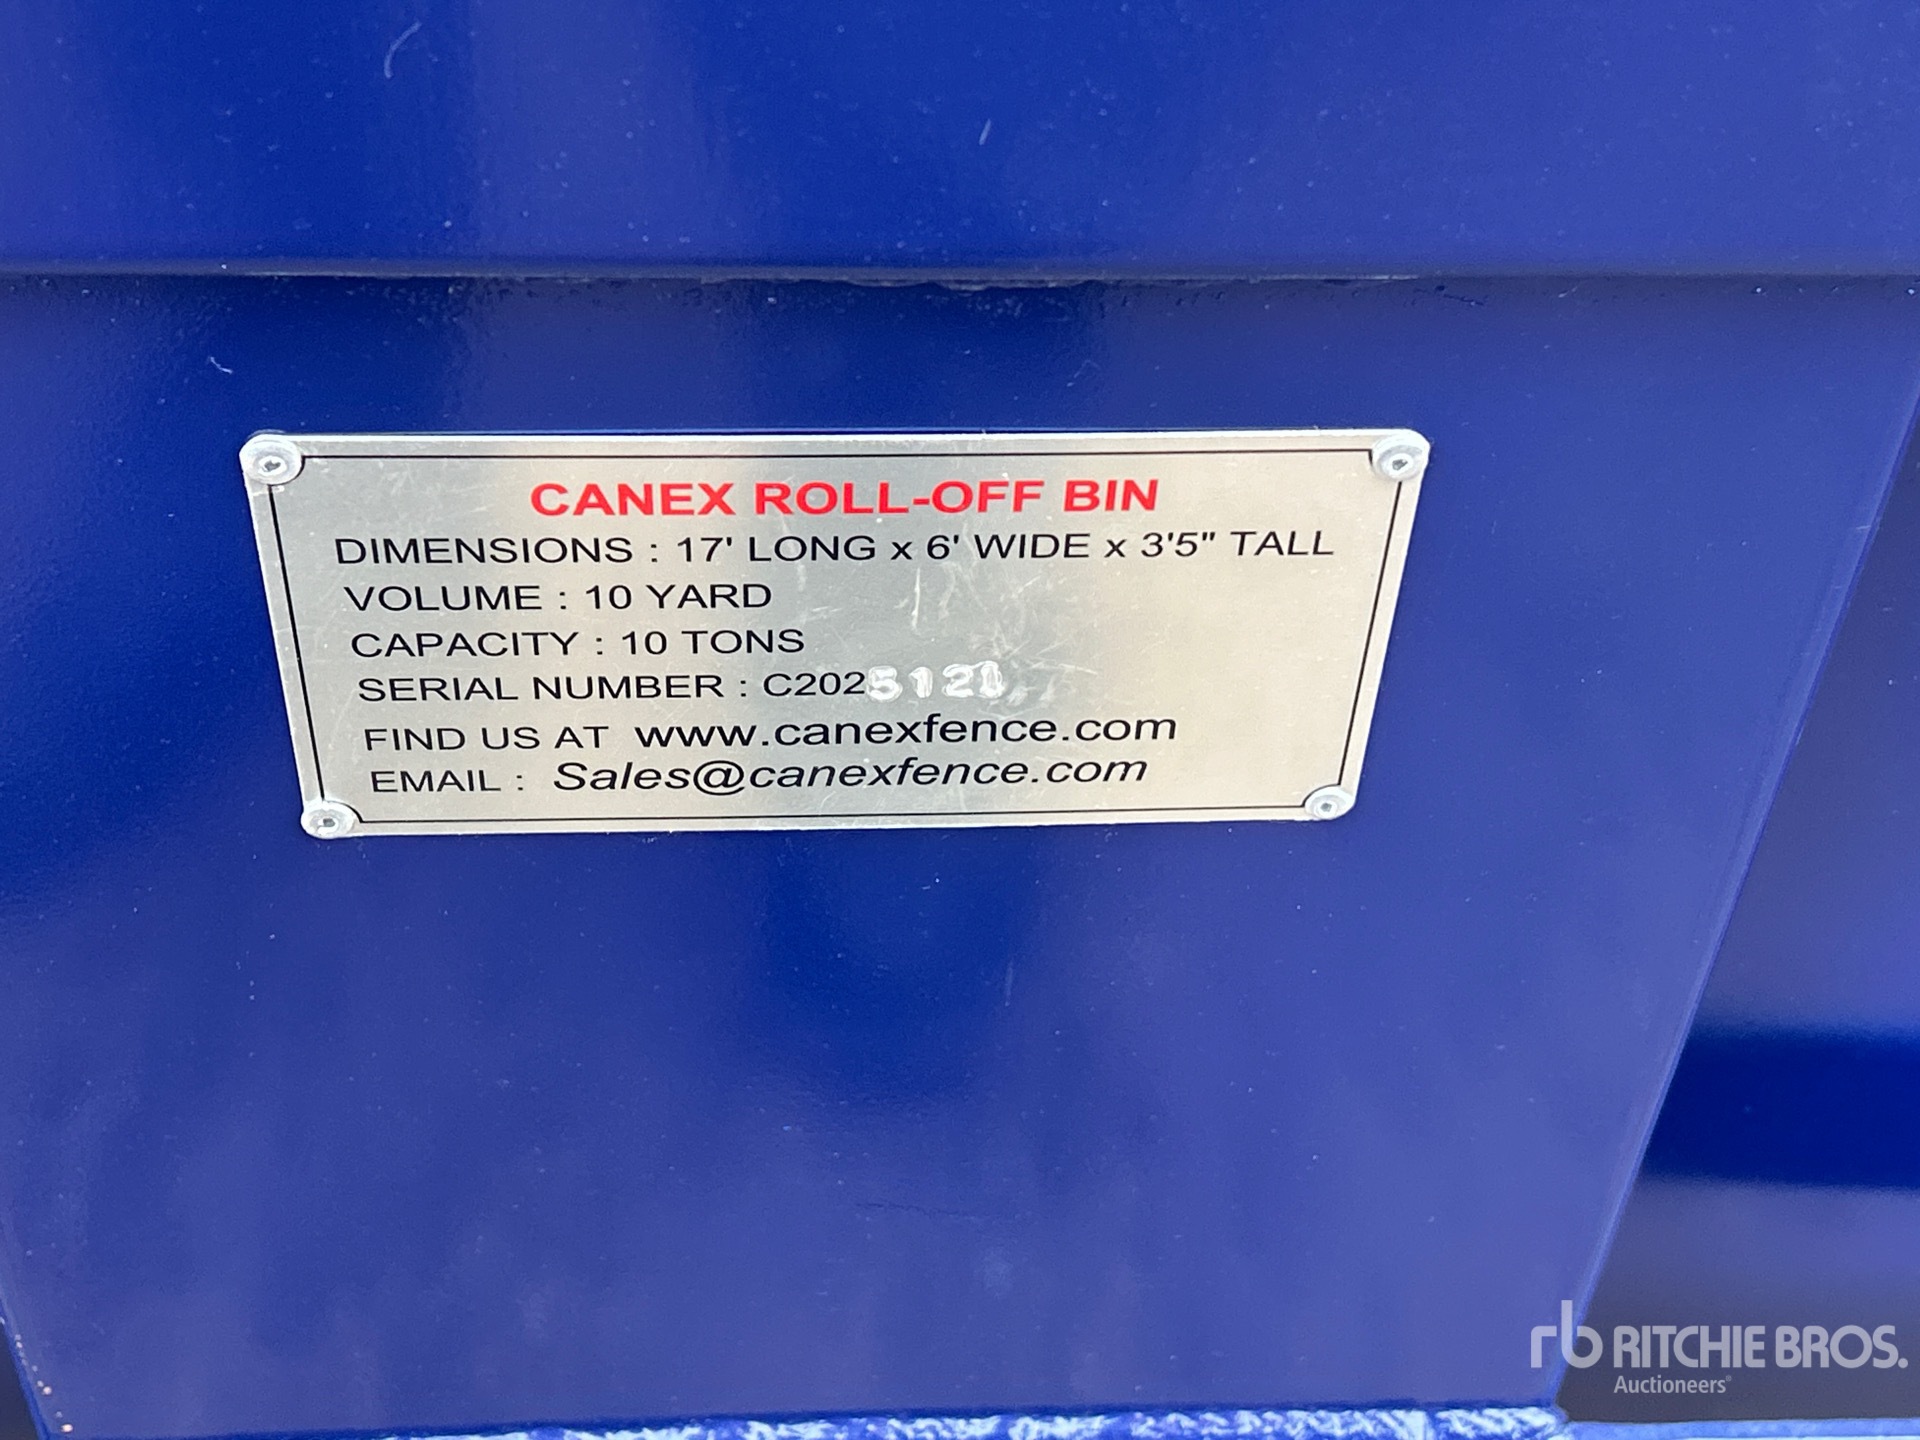 CANEX ROLL-OFF BIN
DIMENSIONS : 17' LONG x 6' WIDE x 3'5" TALL
VOLUME : 10 YARD
CAPACITY : 10 TONS
SERIAL NUMBER : C2025121
FIND US AT www.canexfence.com
EMAIL : Sales@canexfence.com
rb RITCHIE BROS.
Auctioneers®